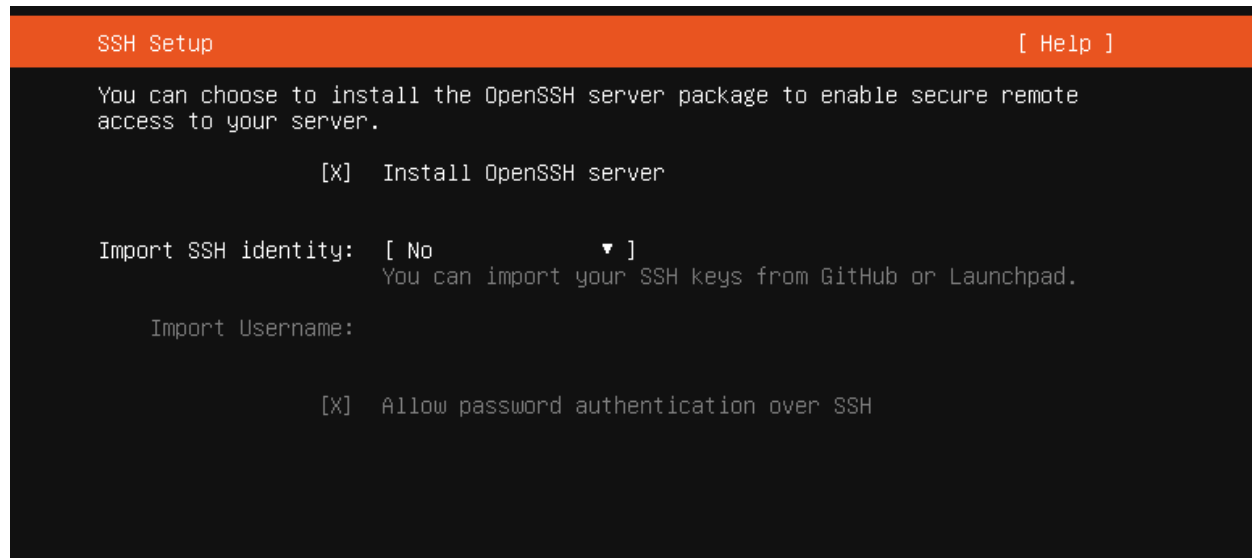 SSH Setup [ Help ]
You can choose to install the OpenSSH server package to enable secure remote
access to your server.
[X] Install OpenSSH server
Import SSH identity: [ No ▾ ]
You can import your SSH keys from GitHub or Launchpad.
Import Username:
[X] Allow password authentication over SSH